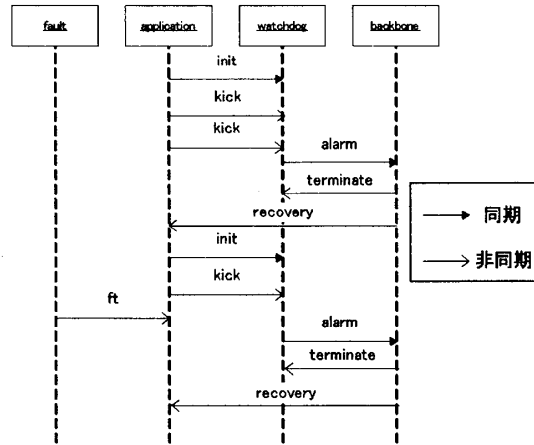 fault
application
watchdog
backbone
init
kick
kick
alarm
terminate
recovery
init
kick
ft
alarm
terminate
recovery
同期
非同期